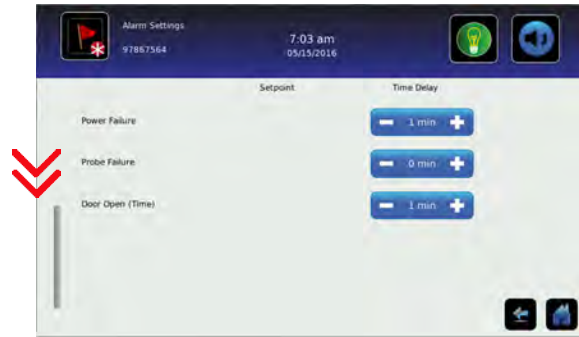 Alarm Settings
97867564
7:03 am
05/15/2016
Setpoint Time Delay
Power Failure 1 min
Probe Failure 0 min
Door Open (Time) 1 min